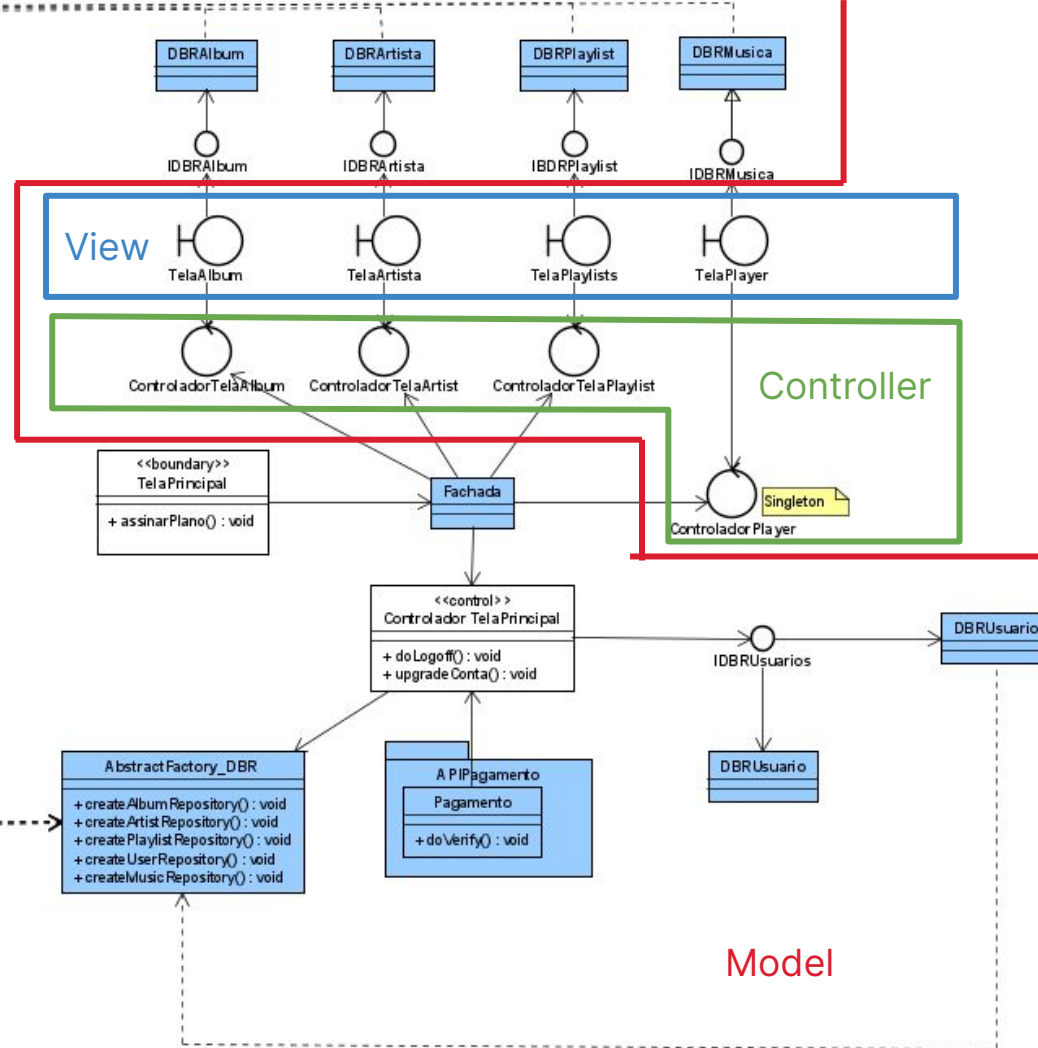 DBRAlbum
DBRArtista
DBRPlaylist
DBRMusica
IDBRAlbum
IDBRArtista
IBDRPlaylist
IDBRMusica
View
TelaAlbum
TelaArtista
TelaPlaylists
TelaPlayer
ControladorTelaAlbum
ControladorTelaArtist
ControladorTelaPlaylist
Controller
<<boundary>>
TelaPrincipal
+ assinarPlano() : void
Fachada
Singleton
ControladorPlayer
<<control>>
Controlador TelaPrincipal
+ doLogoff() : void
+ upgradeConta() : void
IDBRUsuarios
DBRUsuario
DBRUsuario
AbstractFactory_DBR
+createAlbumRepository() : void
+createArtistRepository() : void
+createPlaylistRepository() : void
+createUserRepository() : void
+createMusicRepository() : void
APIPagamento
Pagamento
+doVerify() : void
Model